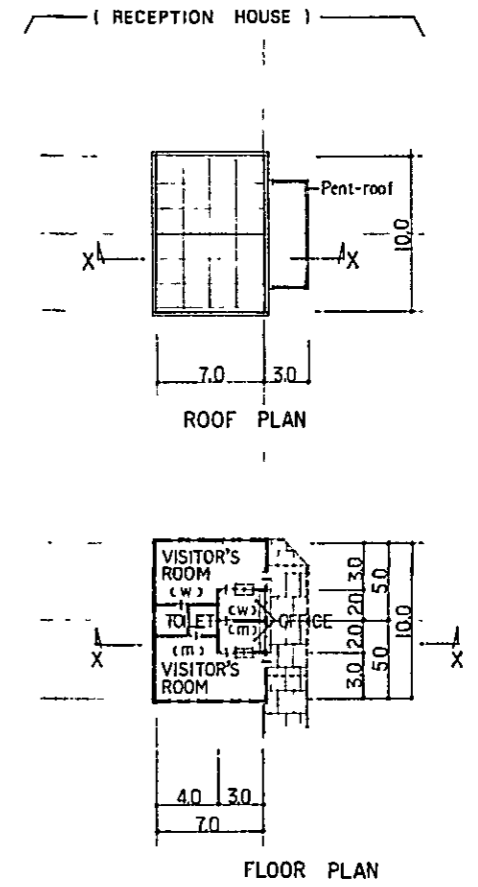 ( RECEPTION HOUSE )
Pent-roof
10.0
X
X
7.0
3.0
ROOF PLAN
VISITOR'S
ROOM
(W)
(W)
TOILET
OFFICE
(m)
(m)
VISITOR'S
ROOM
X
X
3.0
2.0
2.0
3.0
5.0
5.0
10.0
4.0
3.0
7.0
FLOOR PLAN